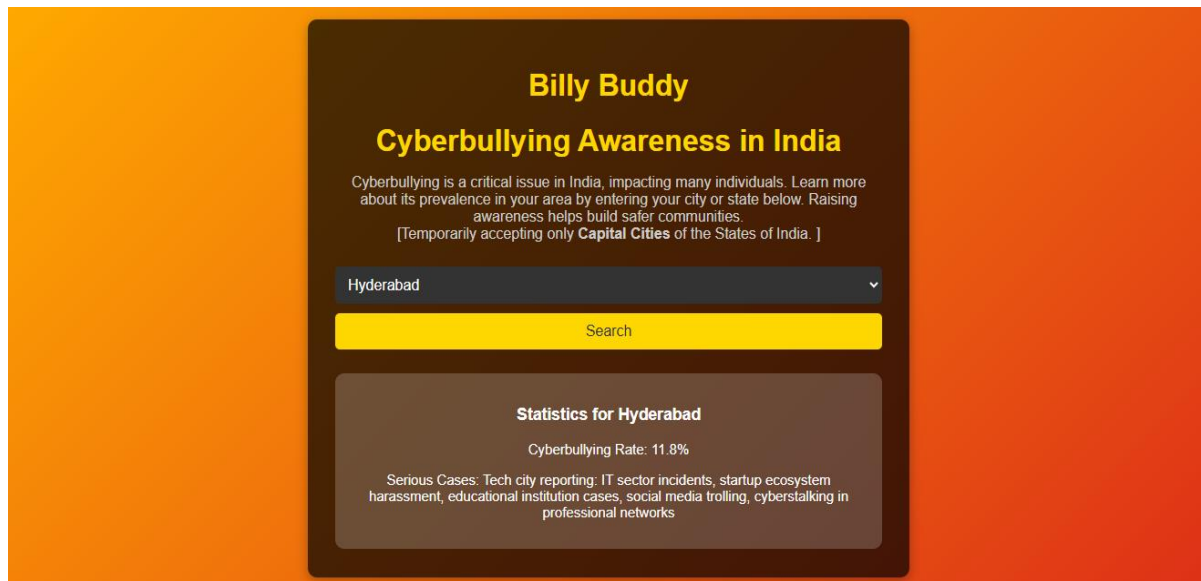 Billy Buddy
Cyberbullying Awareness in India
Cyberbullying is a critical issue in India, impacting many individuals. Learn more
about its prevalence in your area by entering your city or state below. Raising
awareness helps build safer communities.
[Temporarily accepting only Capital Cities of the States of India. ]
Hyderabad
Search
Statistics for Hyderabad
Cyberbullying Rate: 11.8%
Serious Cases: Tech city reporting: IT sector incidents, startup ecosystem
harassment, educational institution cases, social media trolling, cyberstalking in
professional networks